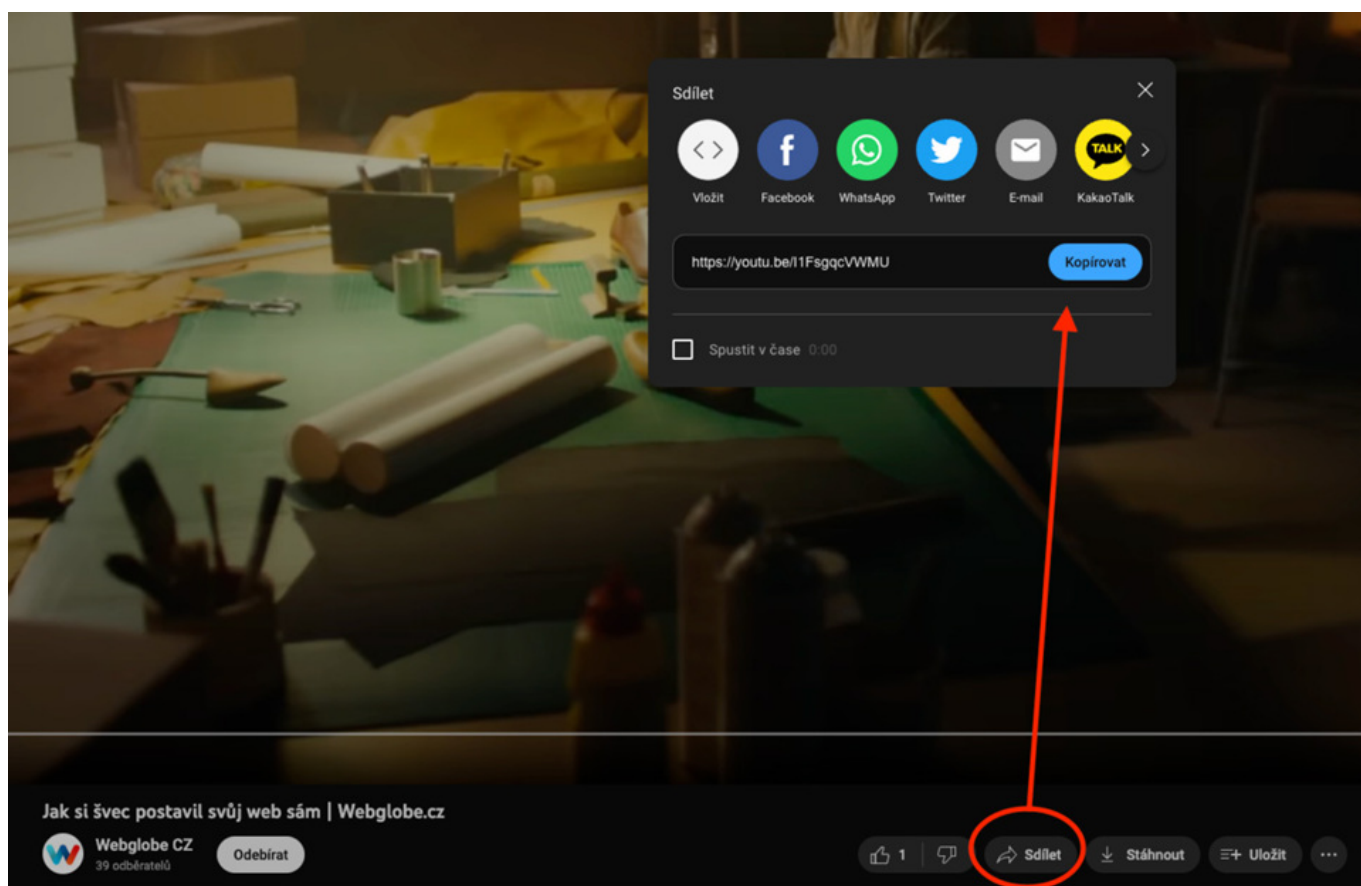 Sdílet
TALK
Vložit Facebook WhatsApp Twitter E-mail KakaoTalk
https://youtu.be/I1FsgqcVWMU Kopírovat
Spustit v čase 0:00
Jak si švec postavil svůj web sám | Webglobe.cz
Webglobe CZ
39 odběratelů
Odebírat
1 Sdílet Stáhnout Uložit